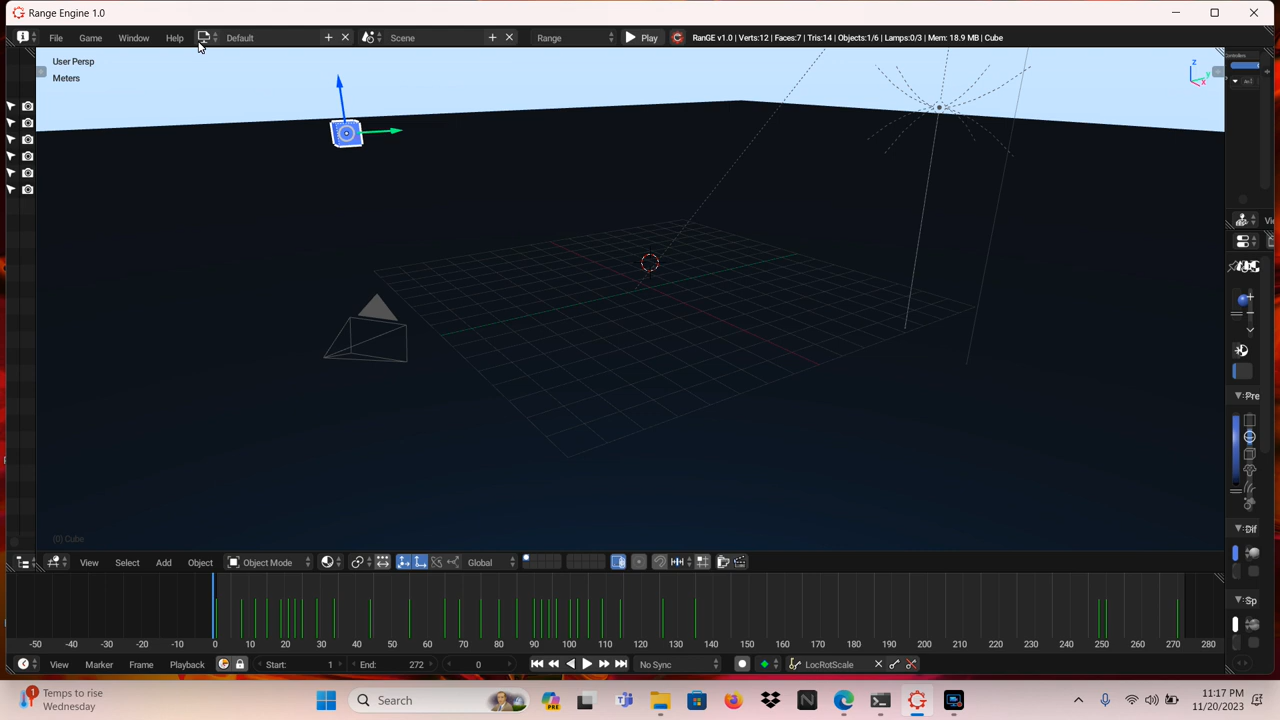 Range Engine 1.0
File Game Window Help Default Scene Range Play RanGE v1.0 | Verts:12 | Faces:7 | Tris:14 | Objects:1/6 | Lamps:0/3 | Mem: 18.9 MB | Cube
User Persp
Meters
z
y
x
Pre
Dif
Sp
(0) Cube
View Select Add Object Object Mode Global
-50 -40 -30 -20 -10 0 10 20 30 40 50 60 70 80 90 100 110 120 130 140 150 160 170 180 190 200 210 220 230 240 250 260 270 280
View Marker Frame Playback Start: 1 End: 272 0 No Sync LocRotScale
1 Temps to rise
Wednesday
Search
PRE
11:17 PM
11/20/2023